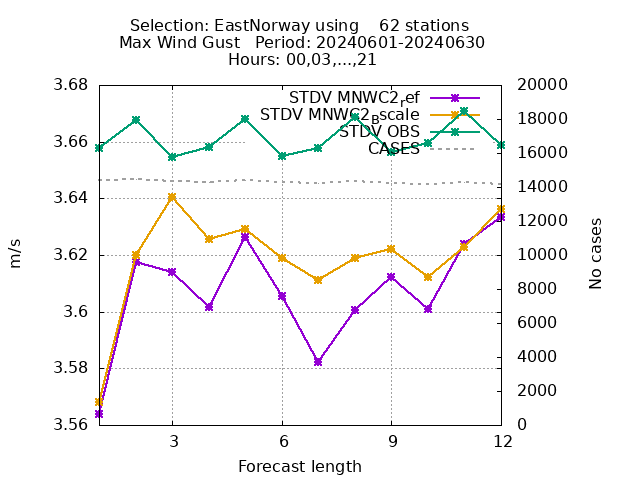 Selection: EastNorway using 62 stations
Max Wind Gust Period: 20240601-20240630
Hours: 00,03,...,21
3.68
3.66
3.64
3.62
3.6
3.58
3.56
m/s
STDV MNWC2_ref
STDV MNWC2_Bscale
STDV OBS
CASES
20000
18000
16000
14000
12000
10000
8000
6000
4000
2000
0
No cases
3
6
9
12
Forecast length